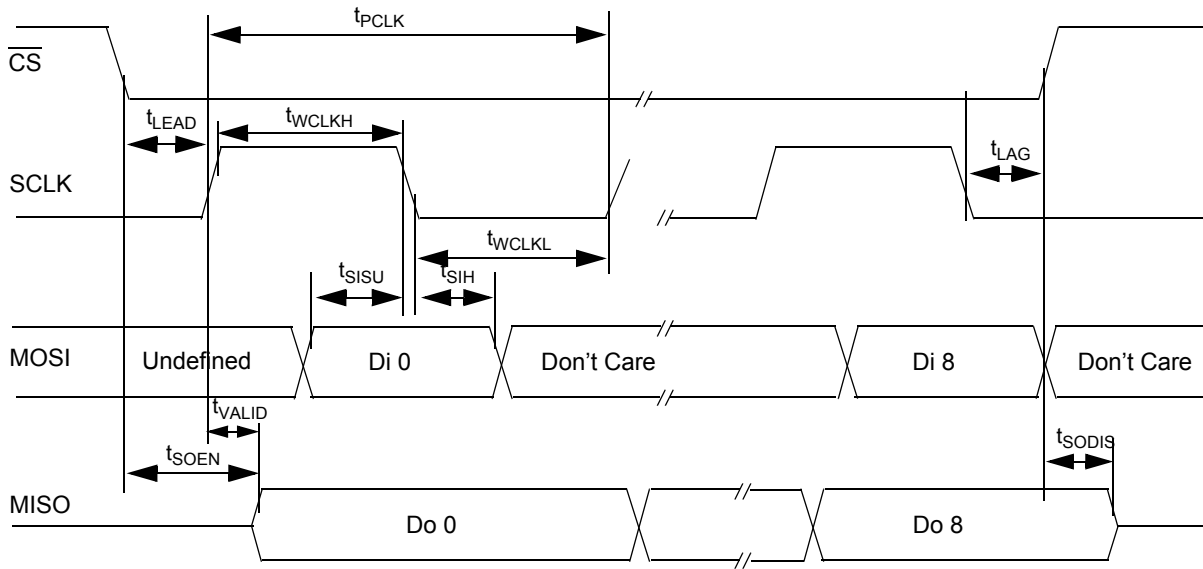 tPCLK
CS
tLEAD
tWCLKH
tLAG
SCLK
tWCLKL
tSISU
tSIH
MOSI
Undefined
Di 0
Don't Care
Di 8
Don't Care
tVALID
tSOEN
tSODIS
MISO
Do 0
Do 8